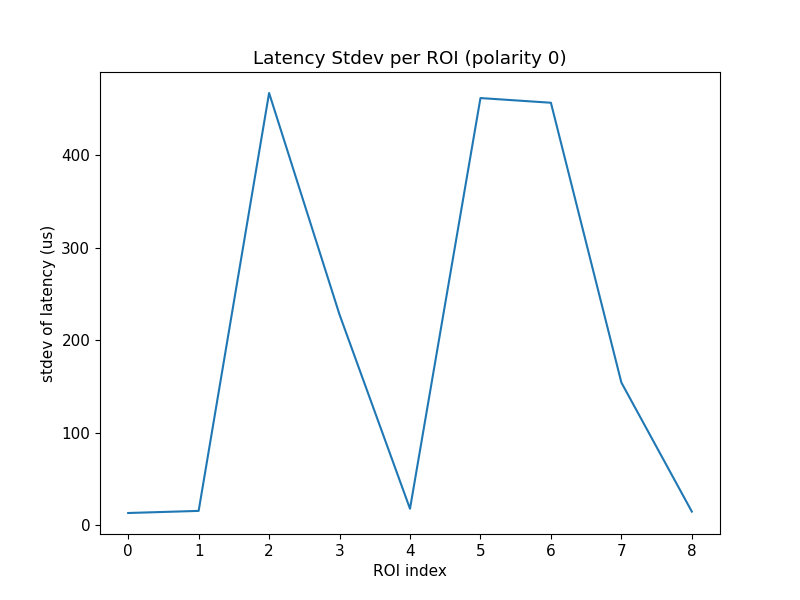 Latency Stdev per ROI (polarity 0)
stdev of latency (us)
400
300
200
100
0
0 1 2 3 4 5 6 7 8
ROI index